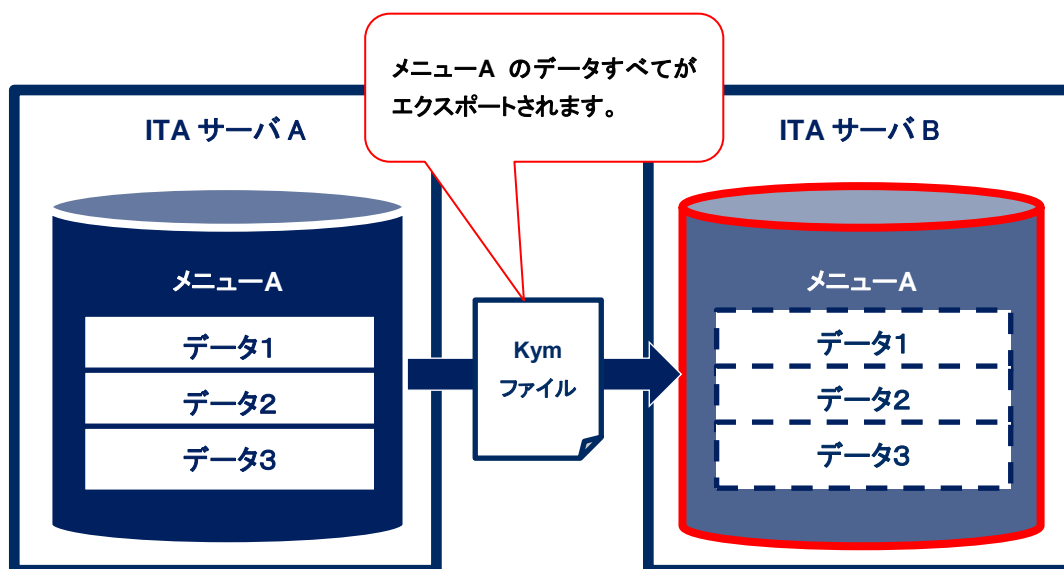 メニューA のデータすべてが
エクスポートされます。
ITA サーバ A
メニューA
データ1
データ2
データ3
Kym
ファイル
ITA サーバ B
メニューA
データ1
データ2
データ3